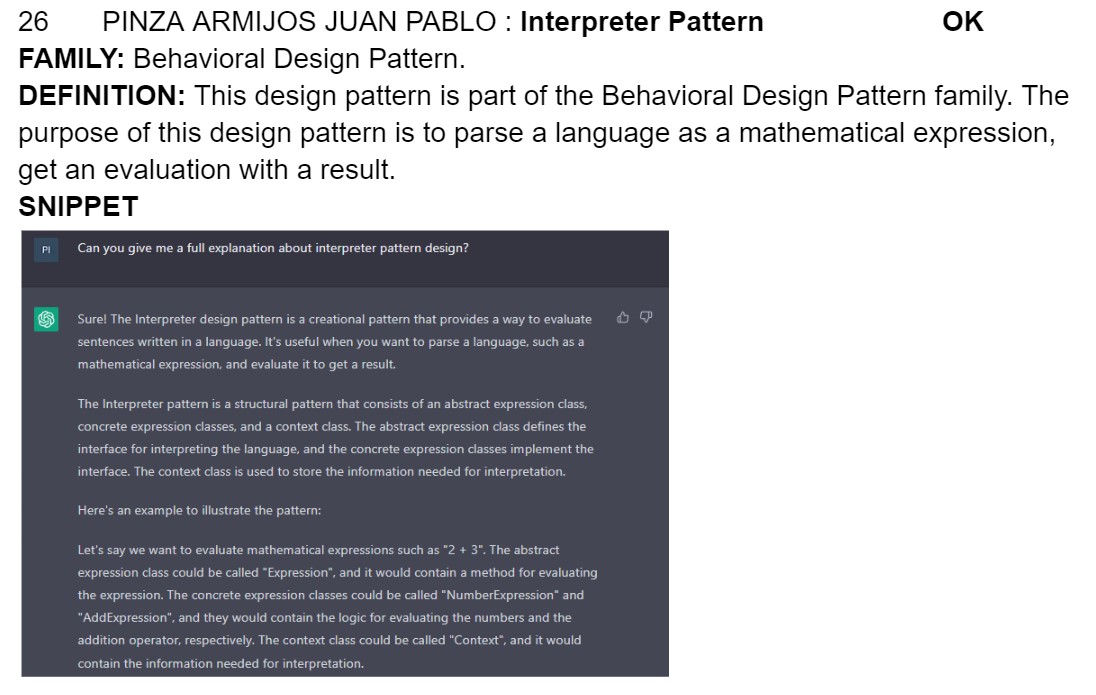 26 PINZA ARMIJOS JUAN PABLO : Interpreter Pattern OK
FAMILY: Behavioral Design Pattern.
DEFINITION: This design pattern is part of the Behavioral Design Pattern family. The
purpose of this design pattern is to parse a language as a mathematical expression,
get an evaluation with a result.
SNIPPET
PI Can you give me a full explanation about interpreter pattern design?
Sure! The Interpreter design pattern is a creational pattern that provides a way to evaluate
sentences written in a language. It's useful when you want to parse a language, such as a
mathematical expression, and evaluate it to get a result.
The Interpreter pattern is a structural pattern that consists of an abstract expression class,
concrete expression classes, and a context class. The abstract expression class defines the
interface for interpreting the language, and the concrete expression classes implement the
interface. The context class is used to store the information needed for interpretation.
Here's an example to illustrate the pattern:
Let's say we want to evaluate mathematical expressions such as "2 + 3". The abstract
expression class could be called "Expression", and it would contain a method for evaluating
the expression. The concrete expression classes could be called "NumberExpression" and
"AddExpression", and they would contain the logic for evaluating the numbers and the
addition operator, respectively. The context class could be called "Context", and it would
contain the information needed for interpretation.